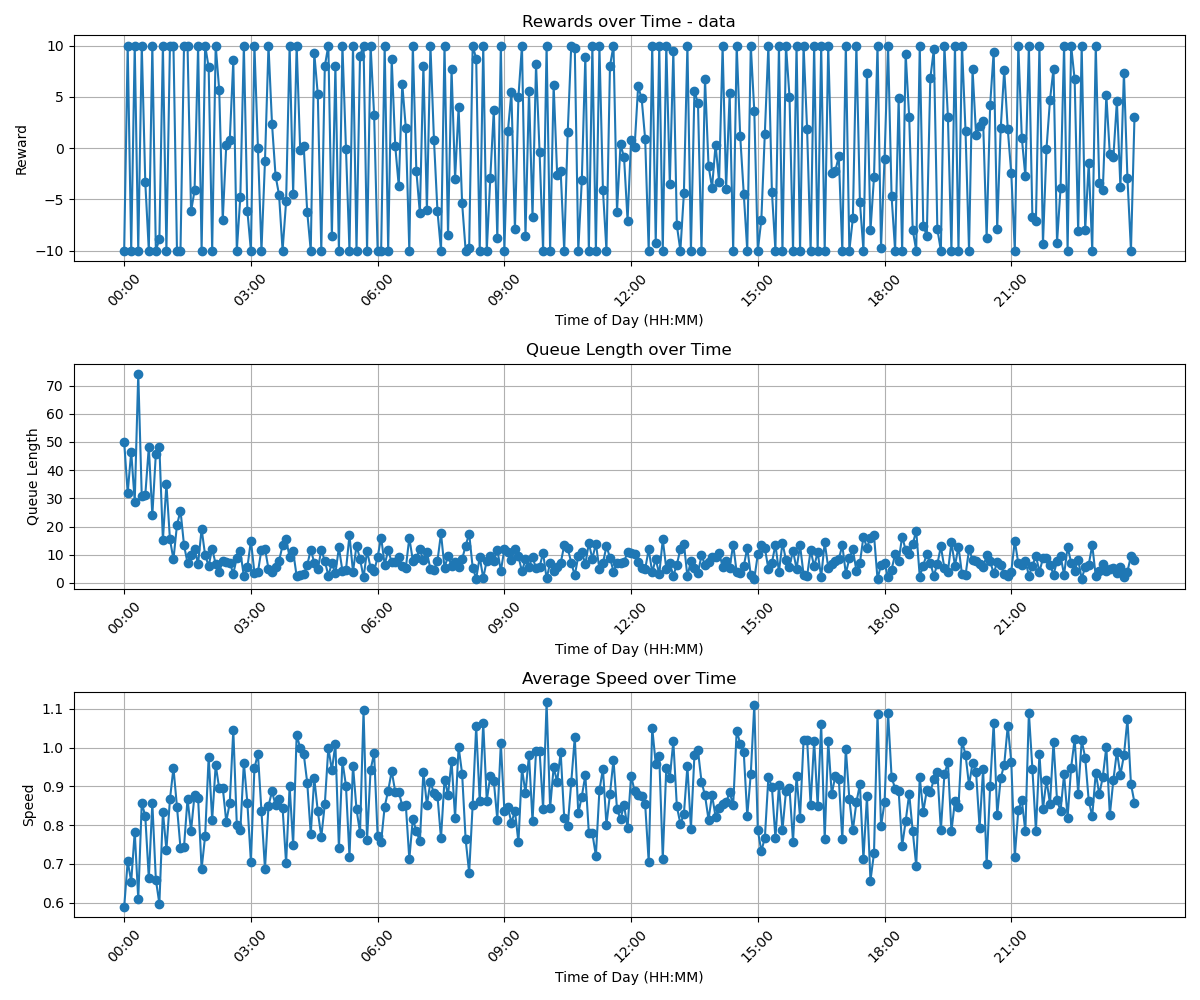 Rewards over Time - data
10
5
0
−5
−10
Reward
00:00 03:00 06:00 09:00 12:00 15:00 18:00 21:00
Time of Day (HH:MM)
Queue Length over Time
70
60
50
40
30
20
10
0
Queue Length
00:00 03:00 06:00 09:00 12:00 15:00 18:00 21:00
Time of Day (HH:MM)
Average Speed over Time
1.1
1.0
0.9
0.8
0.7
0.6
Speed
00:00 03:00 06:00 09:00 12:00 15:00 18:00 21:00
Time of Day (HH:MM)